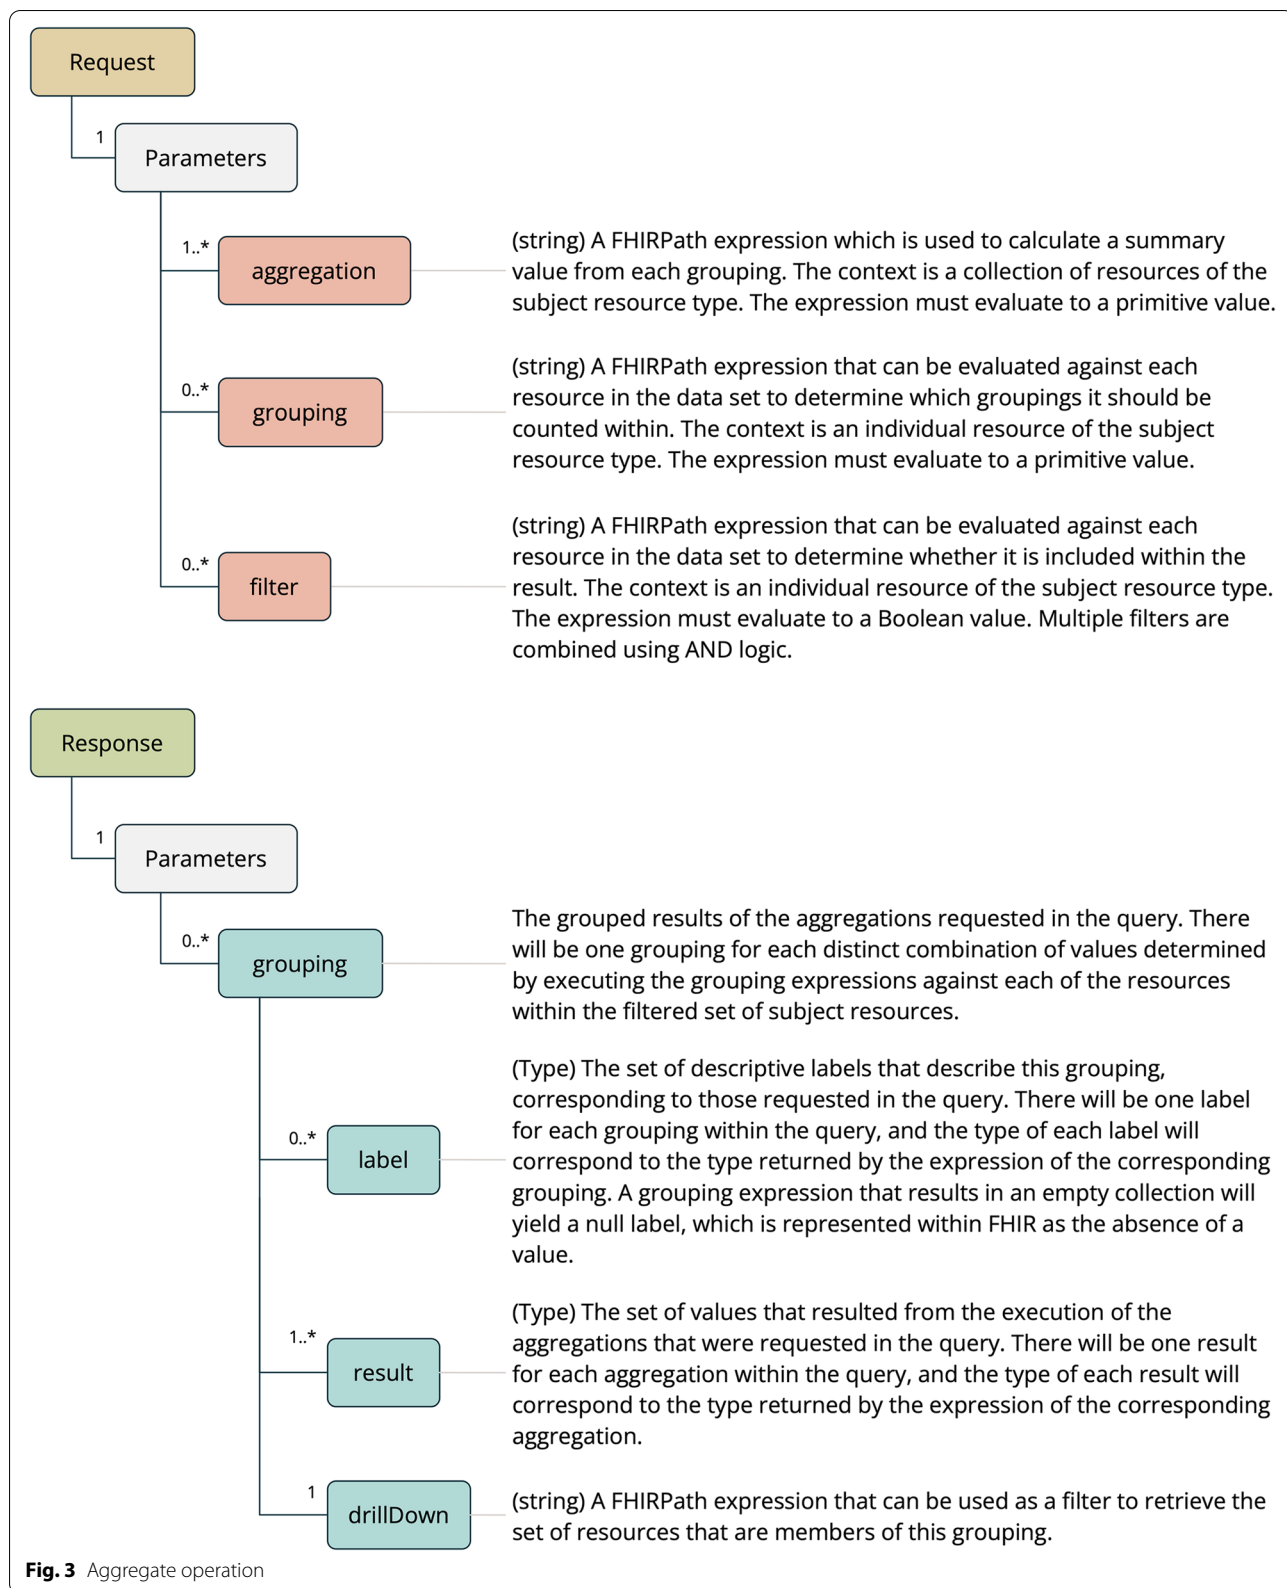 Request
1
Parameters
1..*
aggregation
(string) A FHIRPath expression which is used to calculate a summary
value from each grouping. The context is a collection of resources of the
subject resource type. The expression must evaluate to a primitive value.
0..*
grouping
(string) A FHIRPath expression that can be evaluated against each
resource in the data set to determine which groupings it should be
counted within. The context is an individual resource of the subject
resource type. The expression must evaluate to a primitive value.
0..*
filter
(string) A FHIRPath expression that can be evaluated against each
resource in the data set to determine whether it is included within the
result. The context is an individual resource of the subject resource type.
The expression must evaluate to a Boolean value. Multiple filters are
combined using AND logic.
Response
1
Parameters
0..*
grouping
The grouped results of the aggregations requested in the query. There
will be one grouping for each distinct combination of values determined
by executing the grouping expressions against each of the resources
within the filtered set of subject resources.
0..*
label
(Type) The set of descriptive labels that describe this grouping,
corresponding to those requested in the query. There will be one label
for each grouping within the query, and the type of each label will
correspond to the type returned by the expression of the corresponding
grouping. A grouping expression that results in an empty collection will
yield a null label, which is represented within FHIR as the absence of a
value.
1..*
result
(Type) The set of values that resulted from the execution of the
aggregations that were requested in the query. There will be one result
for each aggregation within the query, and the type of each result will
correspond to the type returned by the expression of the corresponding
aggregation.
1
drillDown
(string) A FHIRPath expression that can be used as a filter to retrieve the
set of resources that are members of this grouping.
Fig. 3 Aggregate operation